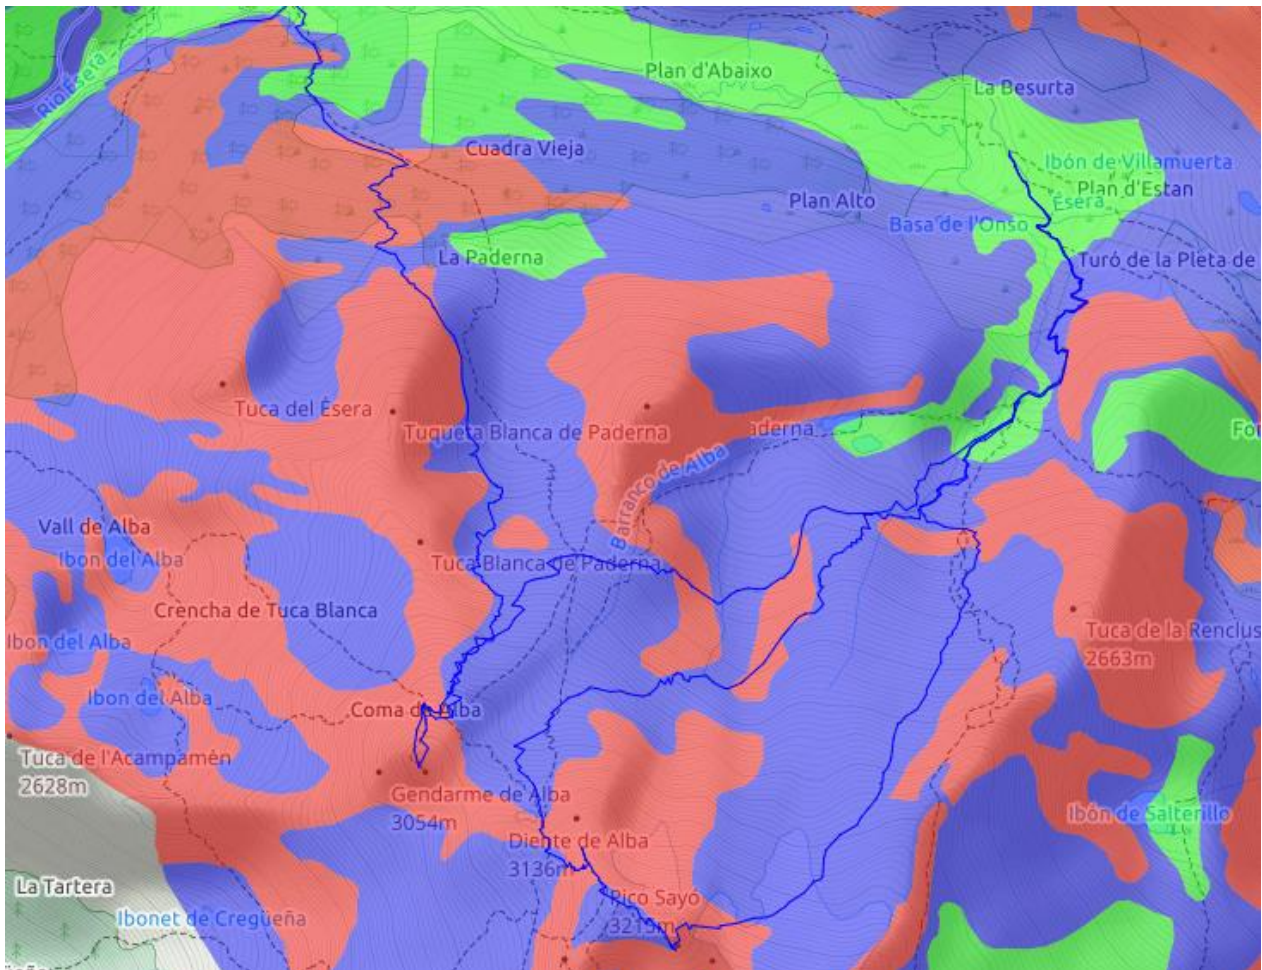 Plan d'Abaixo
La Besurta
Río Ésera
Cuadra Vieja
Ibón de Villamuerta
Plan d'Estan
Plan Alto
Ésera
Basa de l'Onso
La Paderna
Turó de la Pleta de
Tuca del Ésera
Tuqueta Blanca de Paderna
aderna
Barranco de Alba
Vall de Alba
Ibon del Alba
Tuca Blanca de Paderna
Crencha de Tuca Blanca
Ibon del Alba
Tuca de la Renclus
2663m
Ibon del Alba
Coma de Alba
Tuca de l'Acampamén
2628m
Gendarme de Alba
3054m
Ibón de Salterillo
Diente de Alba
3136m
La Tartera
Pico Sayó
Ibonet de Cregüeña